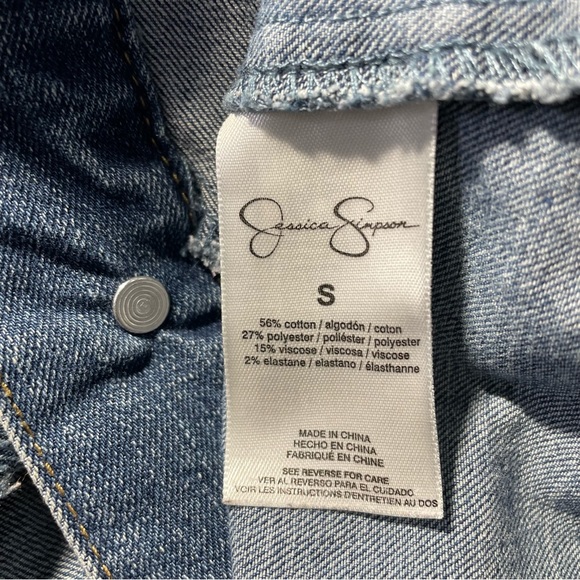 Jessica Simpson
S
56% cotton / algodón / coton
27% polyester / poliéster / polyester
15% viscose / viscosa / viscose
2% elastane / elastano / élasthanne
MADE IN CHINA
HECHO EN CHINA
FABRIQUÉ EN CHINE
SEE REVERSE FOR CARE
VER AL REVERSO PARA EL CUIDADO
VOIR LES INSTRUCTIONS D'ENTRETIEN AU DOS